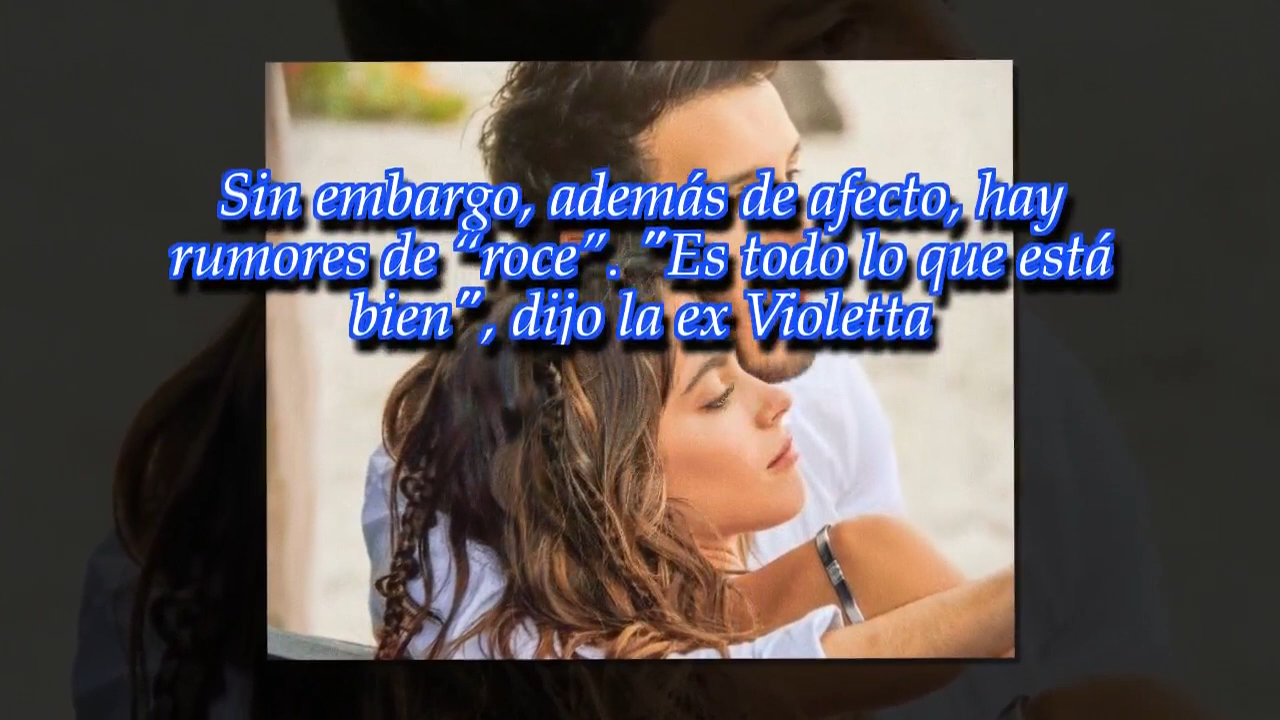 Sin embargo, además de afecto, hay
rumores de “roce”. "Es todo lo que está
bien”, dijo la ex Violetta